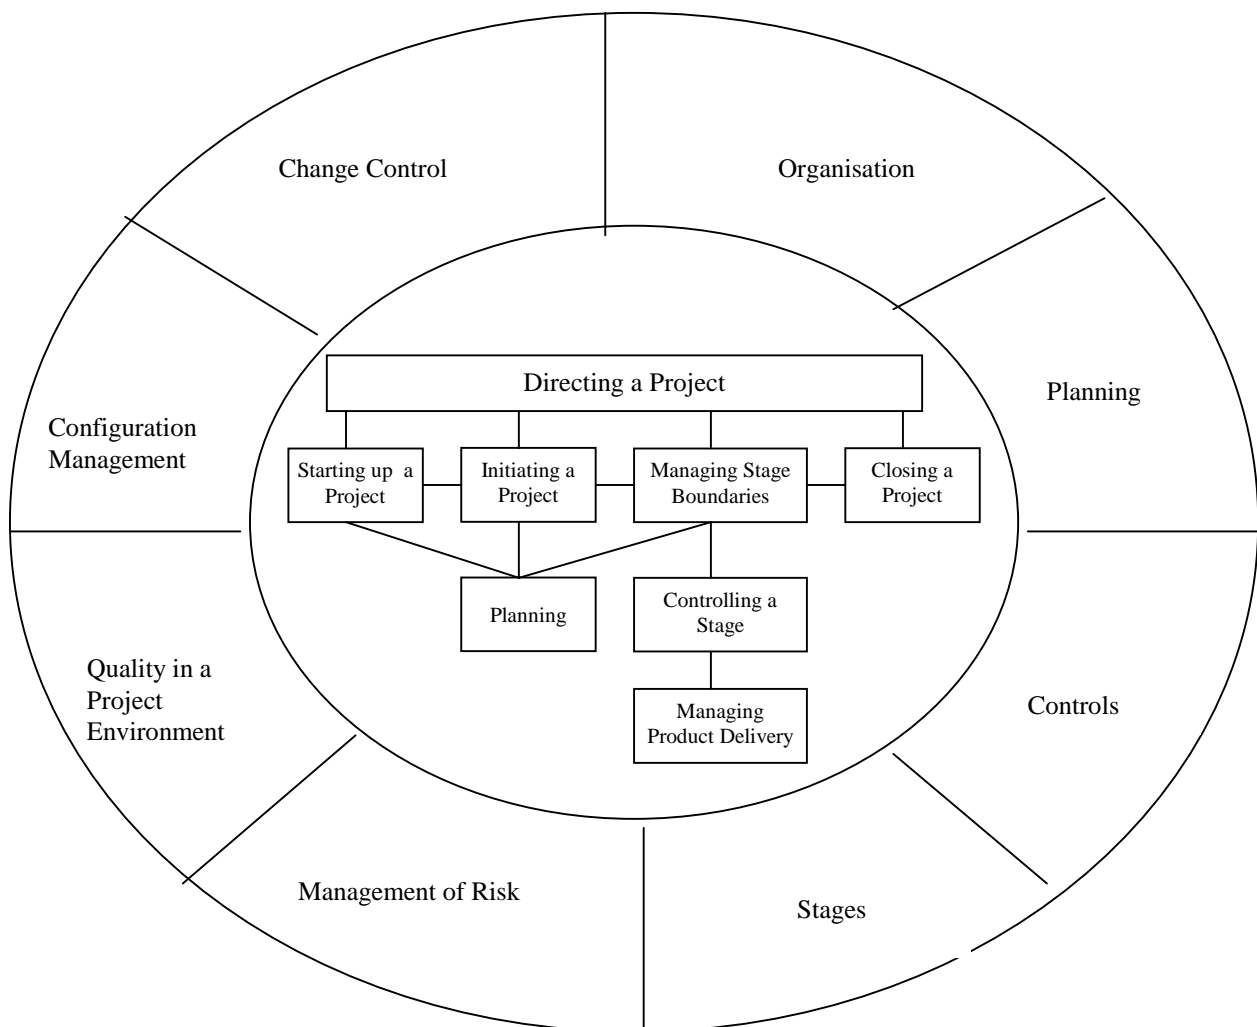 Change Control
Organisation
Planning
Configuration
Management
Directing a Project
Starting up a
Project
Initiating a
Project
Managing Stage
Boundaries
Closing a
Project
Planning
Controlling a
Stage
Managing
Product Delivery
Quality in a
Project
Environment
Controls
Management of Risk
Stages